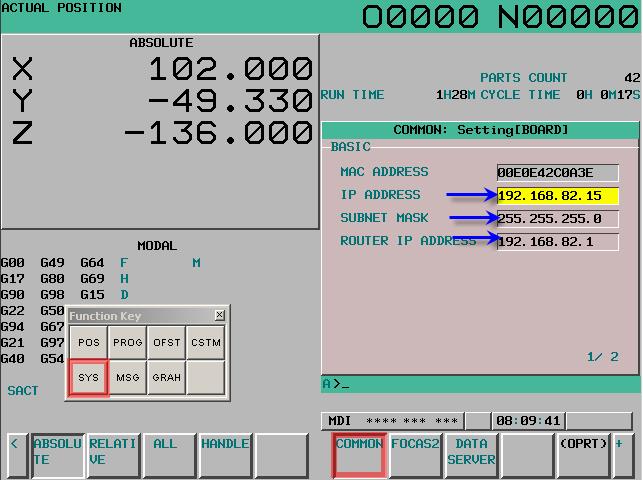 ACTUAL POSITION
O0000 N00000
ABSOLUTE
X 102.000
Y -49.330
Z -136.000
PARTS COUNT 42
RUN TIME 1H28M CYCLE TIME 0H 0M17S
COMMON: Setting[BOARD]
BASIC
MAC ADDRESS 00E0E42C0A3E
IP ADDRESS 192.168.82.15
SUBNET MASK 255.255.255.0
ROUTER IP ADDRESS 192.168.82.1
1/ 2
MODAL
G00 G49 G64 F M
G17 G80 G69 H
G90 G98 G15 D
G22 G50
G94 G67
G21 G97
G40 G54
SACT
Function Key
POS PROG OFST CSTM
SYS MSG GRAH
A>_
MDI **** *** *** 08:09:41
< ABSOLU
TE RELATI
VE ALL HANDLE
COMMON FOCAS2 DATA
SERVER (OPRT) +